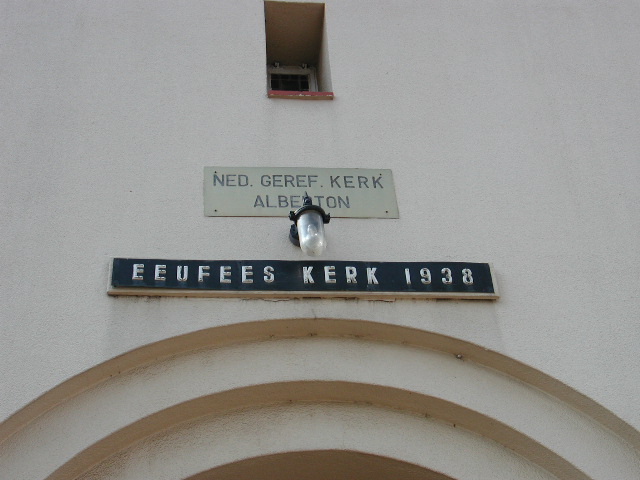 NED. GEREF. KERK
ALBERTON
EEUFEES KERK 1938